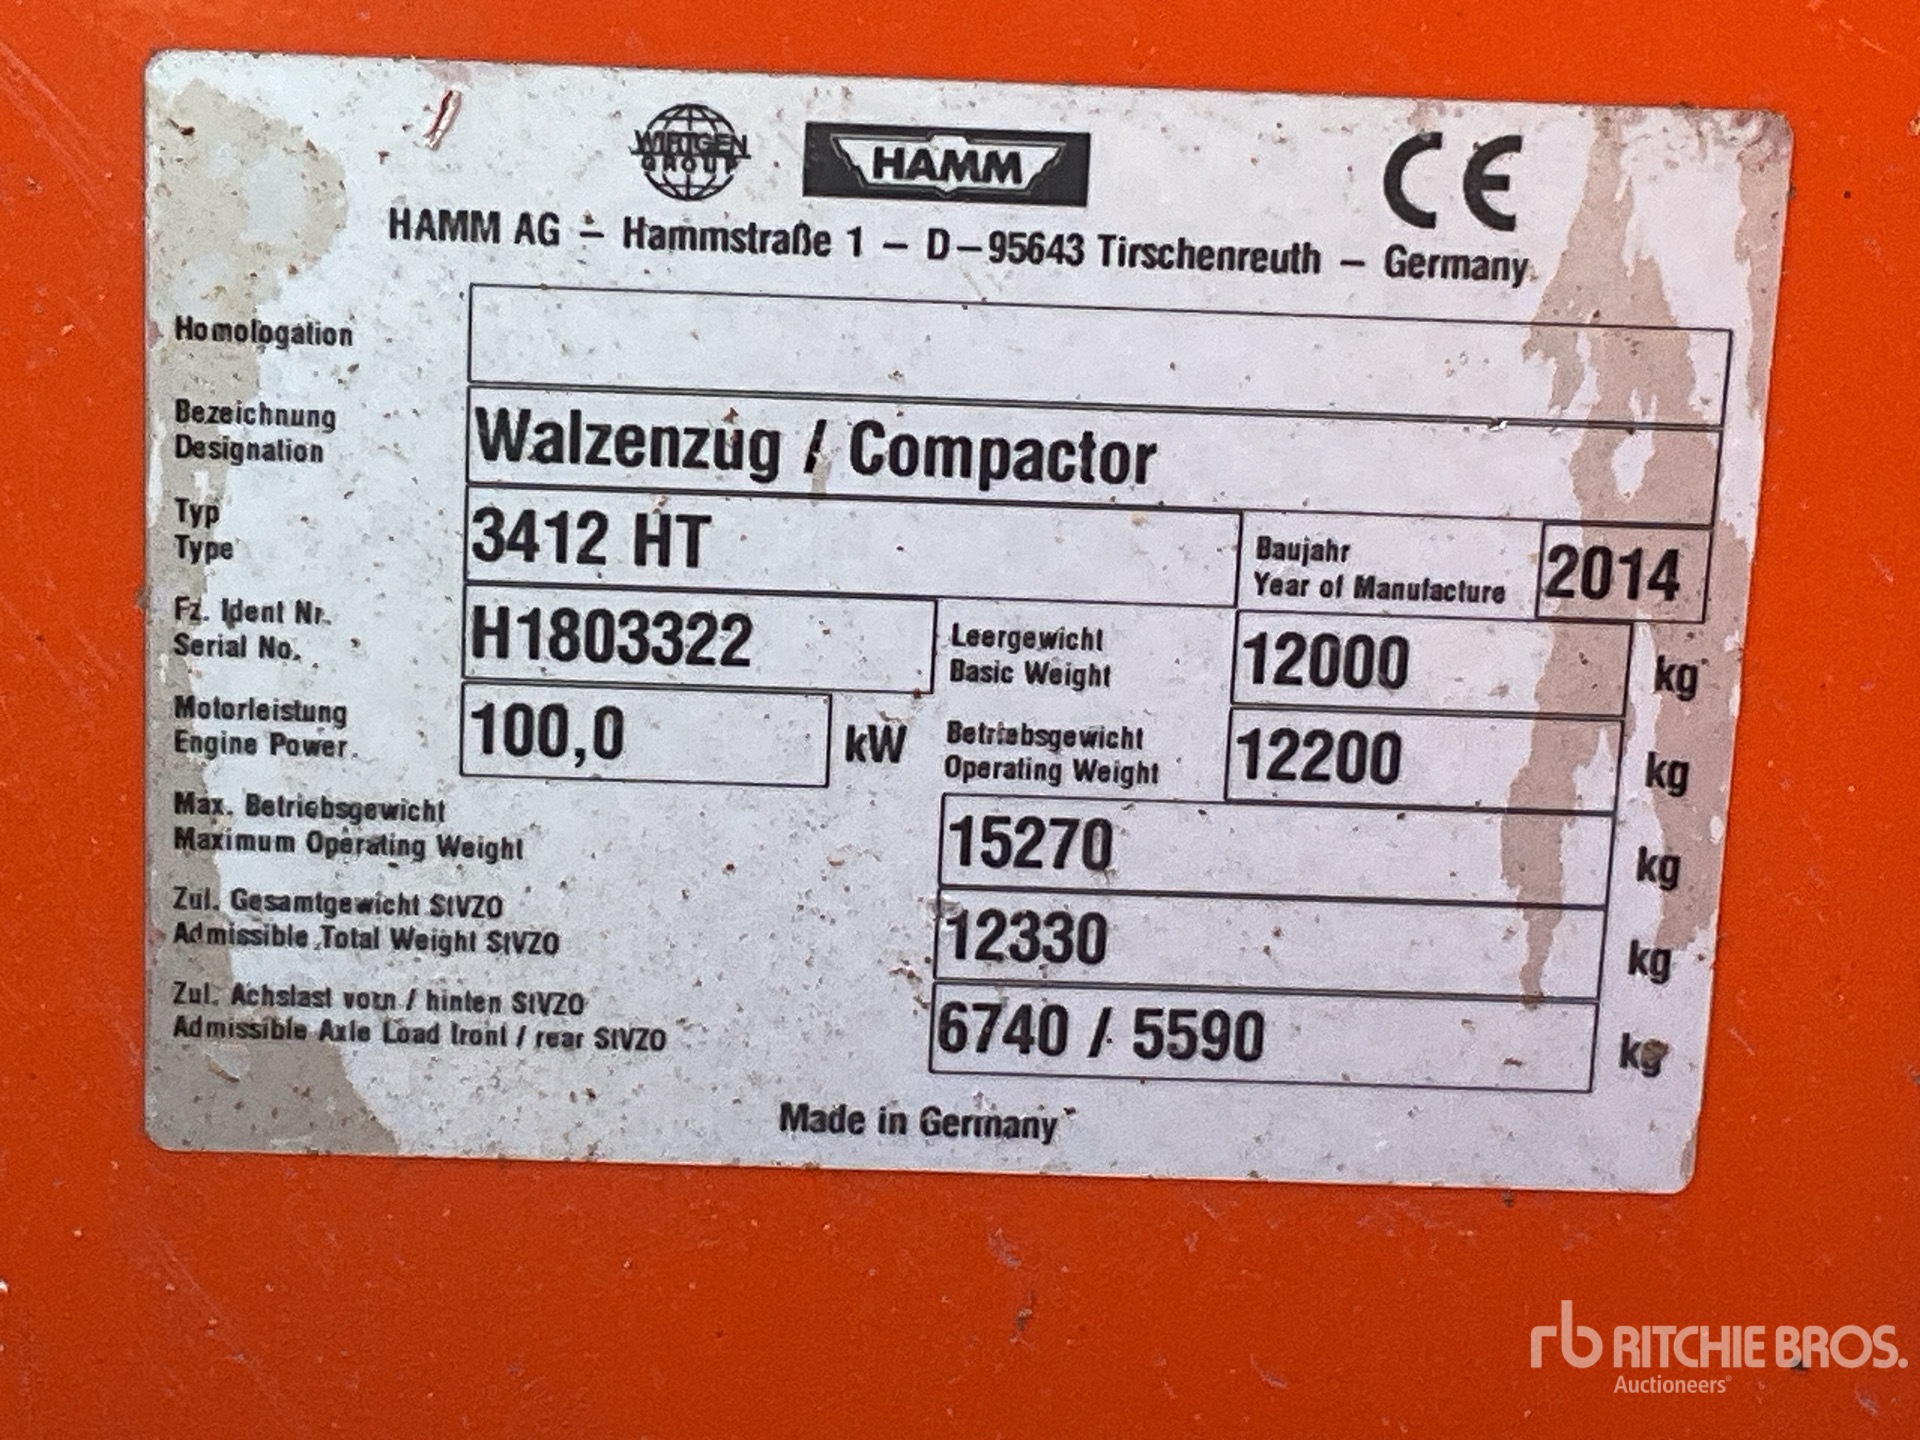 WIRTGEN
GROUP
HAMM
CE
HAMM AG – Hammstraße 1 – D–95643 Tirschenreuth – Germany
Homologation
Bezeichnung
Designation
Walzenzug / Compactor
Typ
Type
3412 HT
Baujahr
Year of Manufacture
2014
Fz. Ident Nr.
Serial No.
H1803322
Leergewicht
Basic Weight
12000 kg
Motorleistung
Engine Power
100,0 kW
Betriebsgewicht
Operating Weight
12200 kg
Max. Betriebsgewicht
Maximum Operating Weight
15270 kg
Zul. Gesamtgewicht StVZO
Admissible Total Weight StVZO
12330 kg
Zul. Achslast vorn / hinten StVZO
Admissible Axle Load front / rear StVZO
6740 / 5590 kg
Made in Germany
rb RITCHIE BROS.
Auctioneers